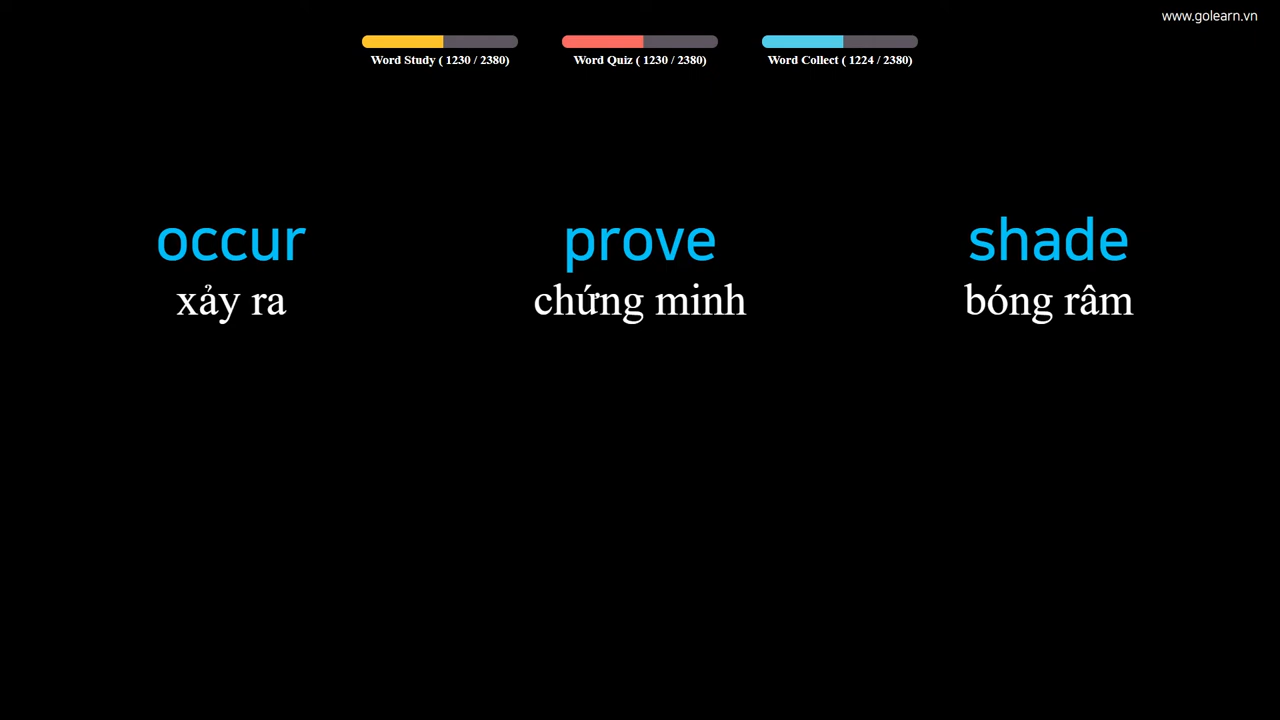 www.golearn.vn
Word Study ( 1230 / 2380)
Word Quiz ( 1230 / 2380)
Word Collect ( 1224 / 2380)
occur
xảy ra
prove
chứng minh
shade
bóng râm